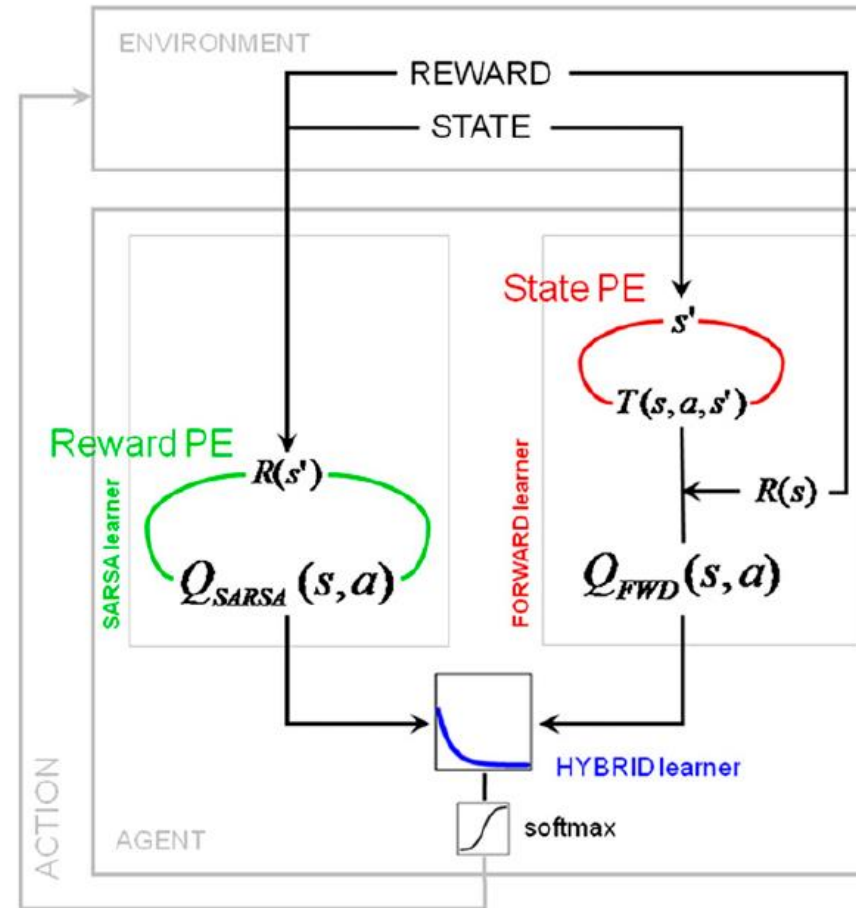 ENVIRONMENT
REWARD
STATE
State PE
s'
T(s,a,s')
Reward PE
R(s')
R(s)
SARSA learner
Q_SARSA (s,a)
FORWARD learner
Q_FWD (s,a)
HYBRID learner
softmax
AGENT
ACTION